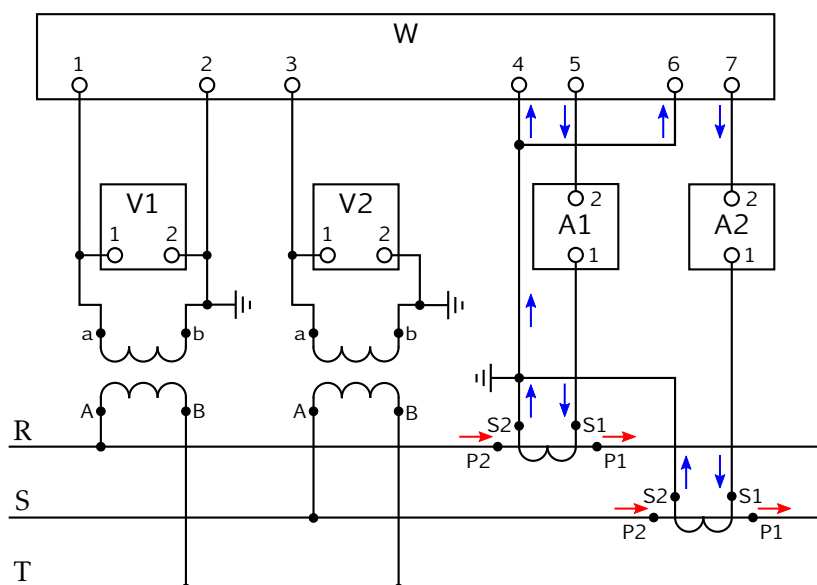 W
1 2 3 4 5 6 7
V1 V2 A1 A2
1 2 1 2 2 2
1 1
a b a b
A B A B
S2 S1
R P2 P1
S2 S1
S P2 P1
T